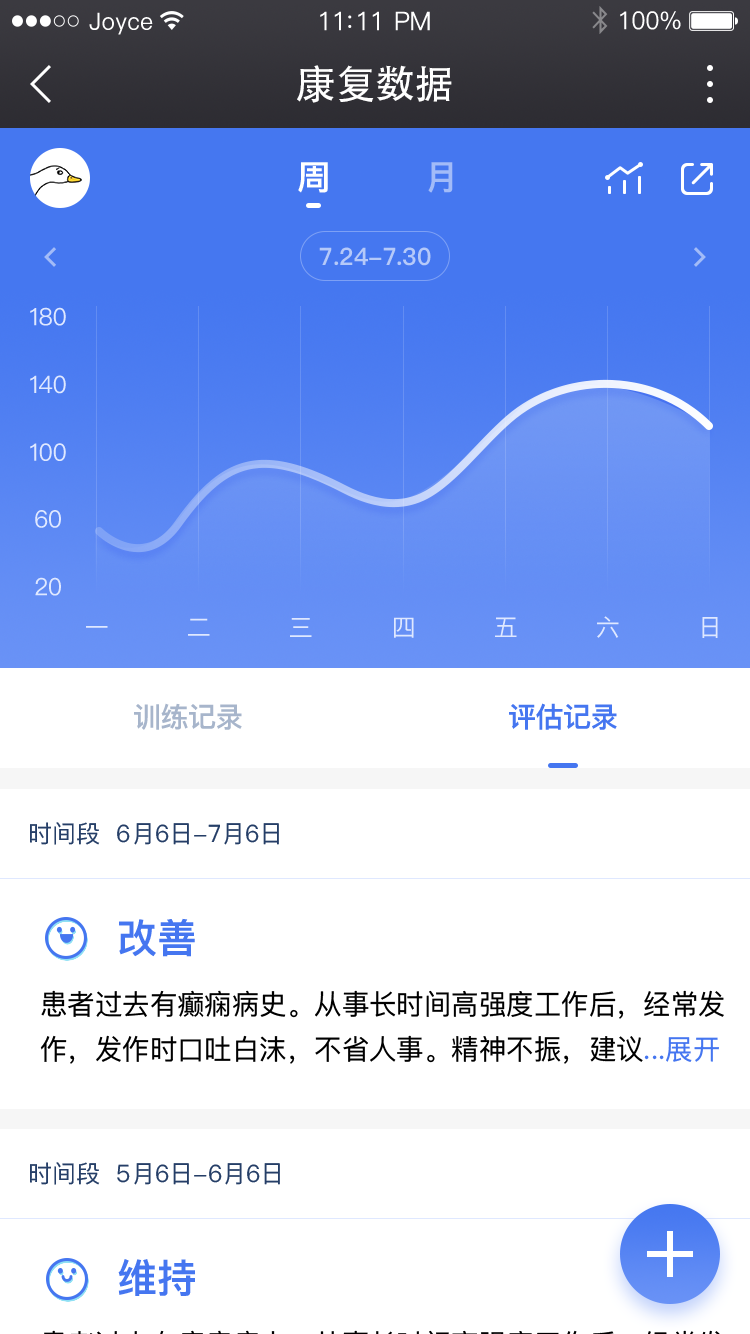 Joyce 11:11 PM 100%
康复数据
周 月
7.24–7.30
180
140
100
60
20
一 二 三 四 五 六 日
训练记录 评估记录
时间段 6月6日–7月6日
改善
患者过去有癫痫病史。从事长时间高强度工作后，经常发
作，发作时口吐白沫，不省人事。精神不振，建议...展开
时间段 5月6日–6月6日
维持